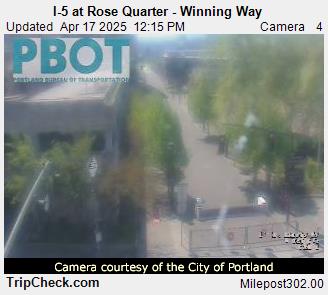 I-5 at Rose Quarter - Winning Way
Updated Apr 17 2025 12:15 PM Camera 4
PBOT
PORTLAND BUREAU OF TRANSPORTATION
Camera courtesy of the City of Portland
TripCheck.com Milepost302.00